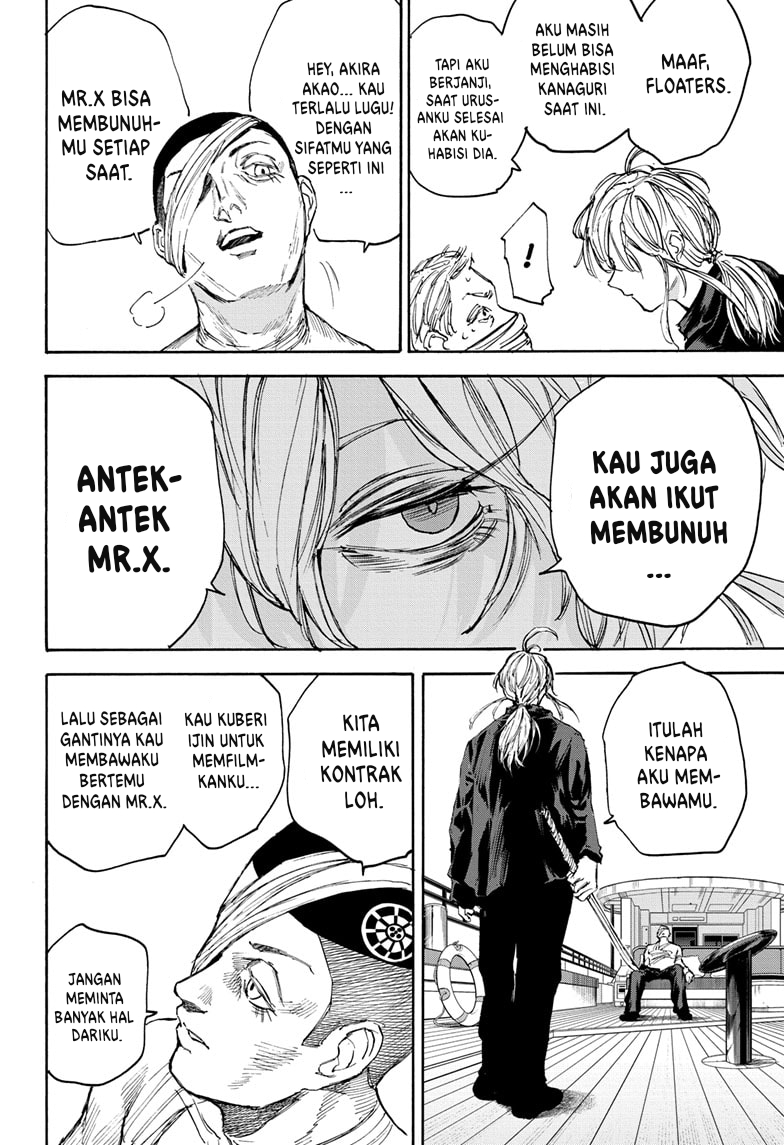 MAAF,
FLOATERS.
AKU MASIH
BELUM BISA
MENGHABISI
KANAGURI
SAAT INI.
TAPI AKU
BERJANJI,
SAAT URUS-
ANKU SELESAI
AKAN KU-
HABISI DIA.
!
HEY, AKIRA
AKAO... KAU
TERLALU LUGU!
DENGAN
SIFATMU YANG
SEPERTI INI
...
MR.X BISA
MEMBUNUH-
MU SETIAP
SAAT.
KAU JUGA
AKAN IKUT
MEMBUNUH
...
ANTEK-
ANTEK
MR.X.
ITULAH
KENAPA
AKU MEM-
BAWAMU.
KITA
MEMILIKI
KONTRAK
LOH.
KAU KUBERI
IJIN UNTUK
MEMFILM-
KANKU...
LALU SEBAGAI
GANTINYA KAU
MEMBAWAKU
BERTEMU
DENGAN MR.X.
JANGAN
MEMINTA
BANYAK HAL
DARIKU.